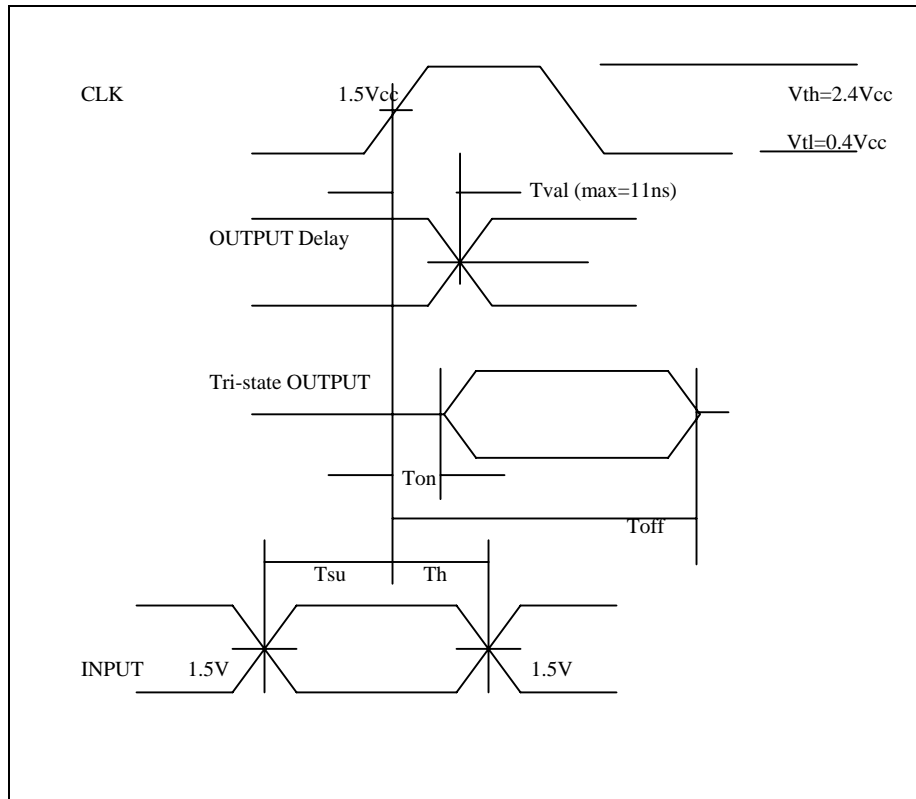 CLK
1.5Vcc
Vth=2.4Vcc
Vtl=0.4Vcc
Tval (max=11ns)
OUTPUT Delay
Tri-state OUTPUT
Ton
Toff
Tsu
Th
INPUT
1.5V
1.5V